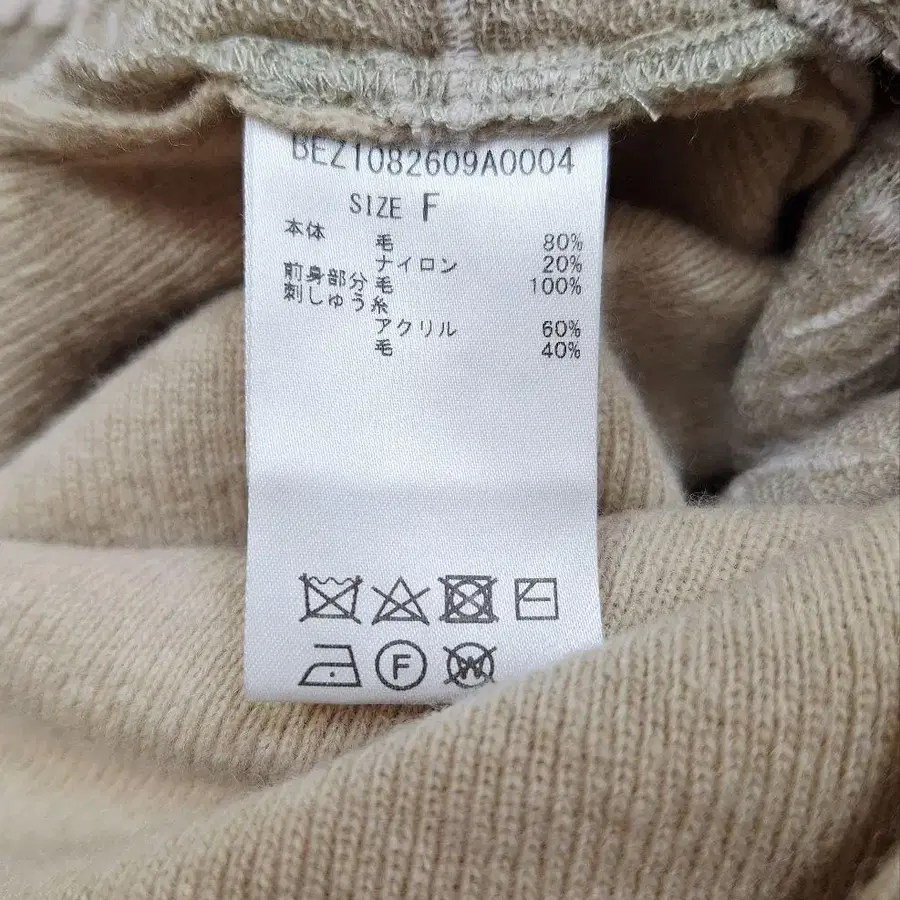 BEZ1082609A0004
SIZE F
本体 毛 80%
ナイロン 20%
前身部分 毛 100%
刺しゅう糸
アクリル 60%
毛 40%
F
W